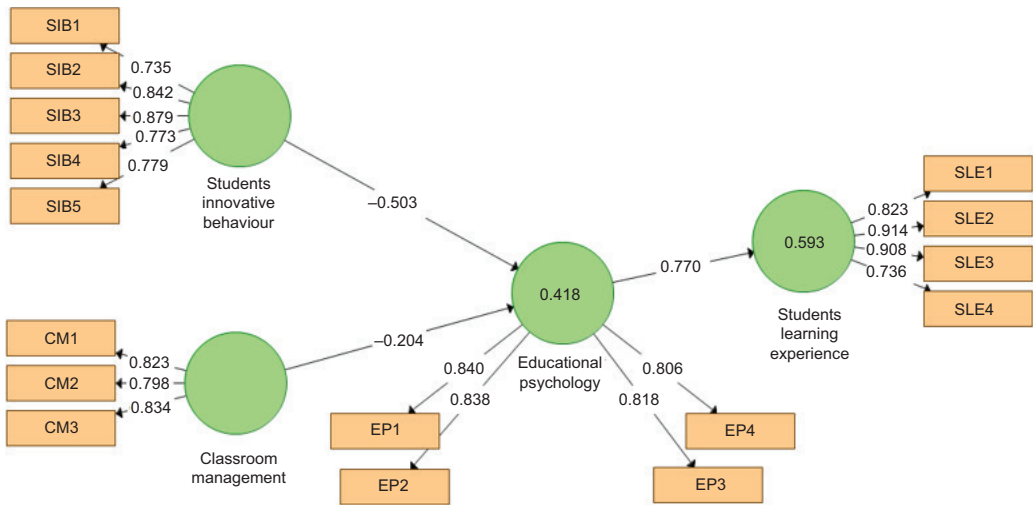 SIB1
0.735
SIB2
0.842
SIB3
0.879
SIB4
0.773
SIB5
0.779
Students
innovative
behaviour
–0.503
CM1
0.823
CM2
0.798
CM3
0.834
Classroom
management
–0.204
0.418
Educational
psychology
0.840
0.838
0.806
0.818
EP1
EP2
EP4
EP3
0.770
0.593
Students
learning
experience
0.823
0.914
0.908
0.736
SLE1
SLE2
SLE3
SLE4